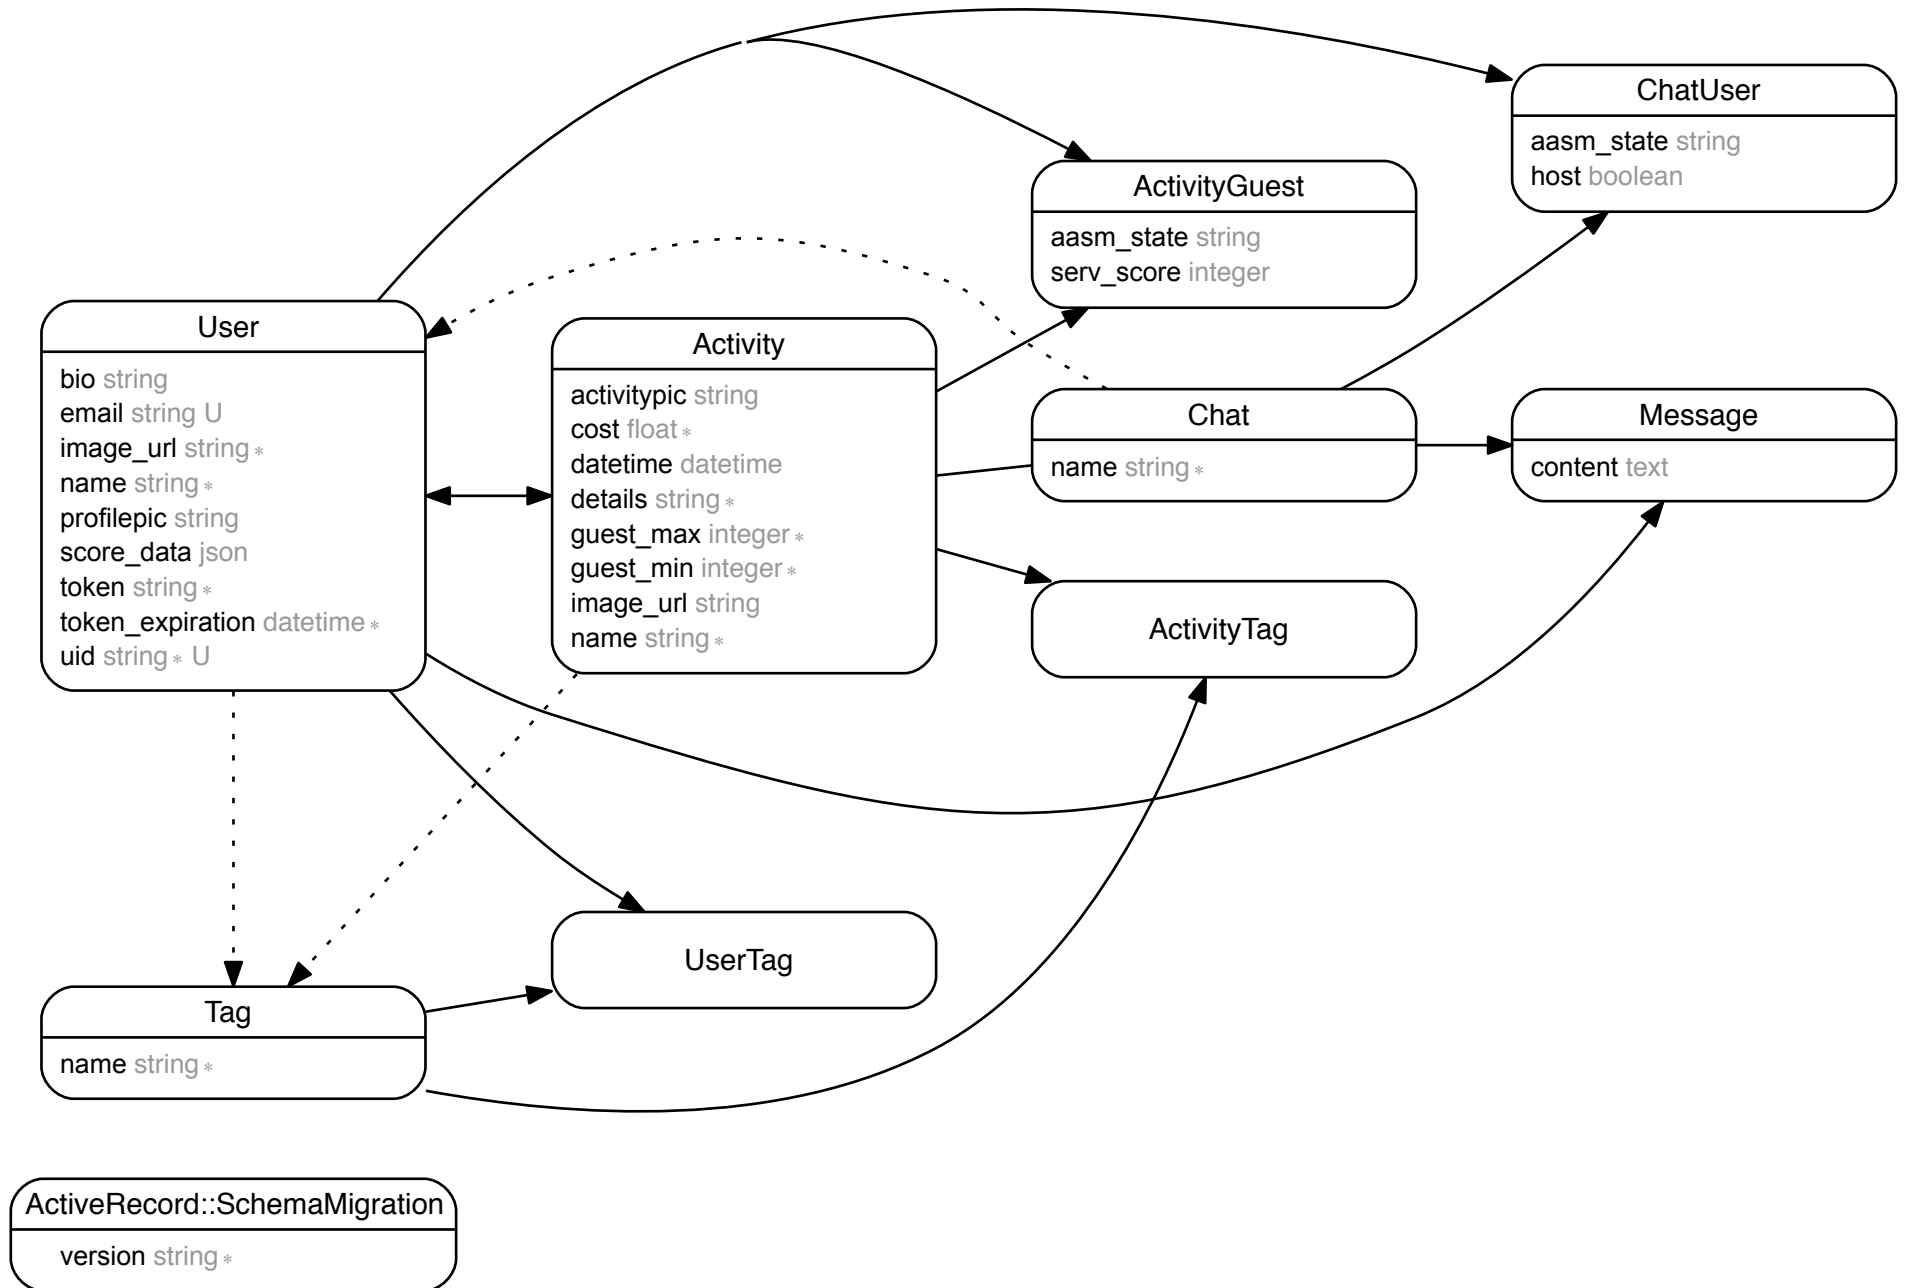 ChatUser
aasm_state string
host boolean
ActivityGuest
aasm_state string
serv_score integer
User
bio string
email string U
image_url string *
name string *
profilepic string
score_data json
token string *
token_expiration datetime *
uid string * U
Activity
activitypic string
cost float *
datetime datetime
details string *
guest_max integer *
guest_min integer *
image_url string
name string *
Chat
name string *
Message
content text
ActivityTag
UserTag
Tag
name string *
ActiveRecord::SchemaMigration
version string *